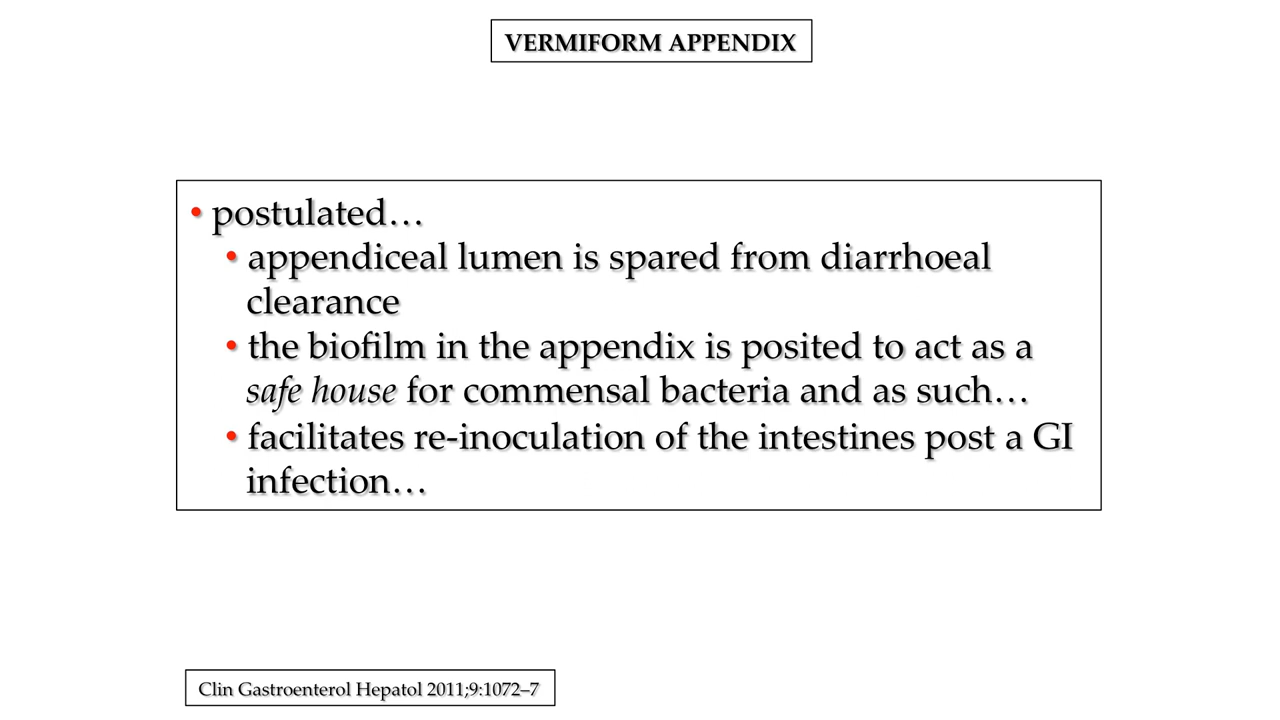 VERMIFORM APPENDIX
• postulated…
• appendiceal lumen is spared from diarrhoeal
clearance
• the biofilm in the appendix is posited to act as a
safe house for commensal bacteria and as such…
• facilitates re-inoculation of the intestines post a GI
infection…
Clin Gastroenterol Hepatol 2011;9:1072–7